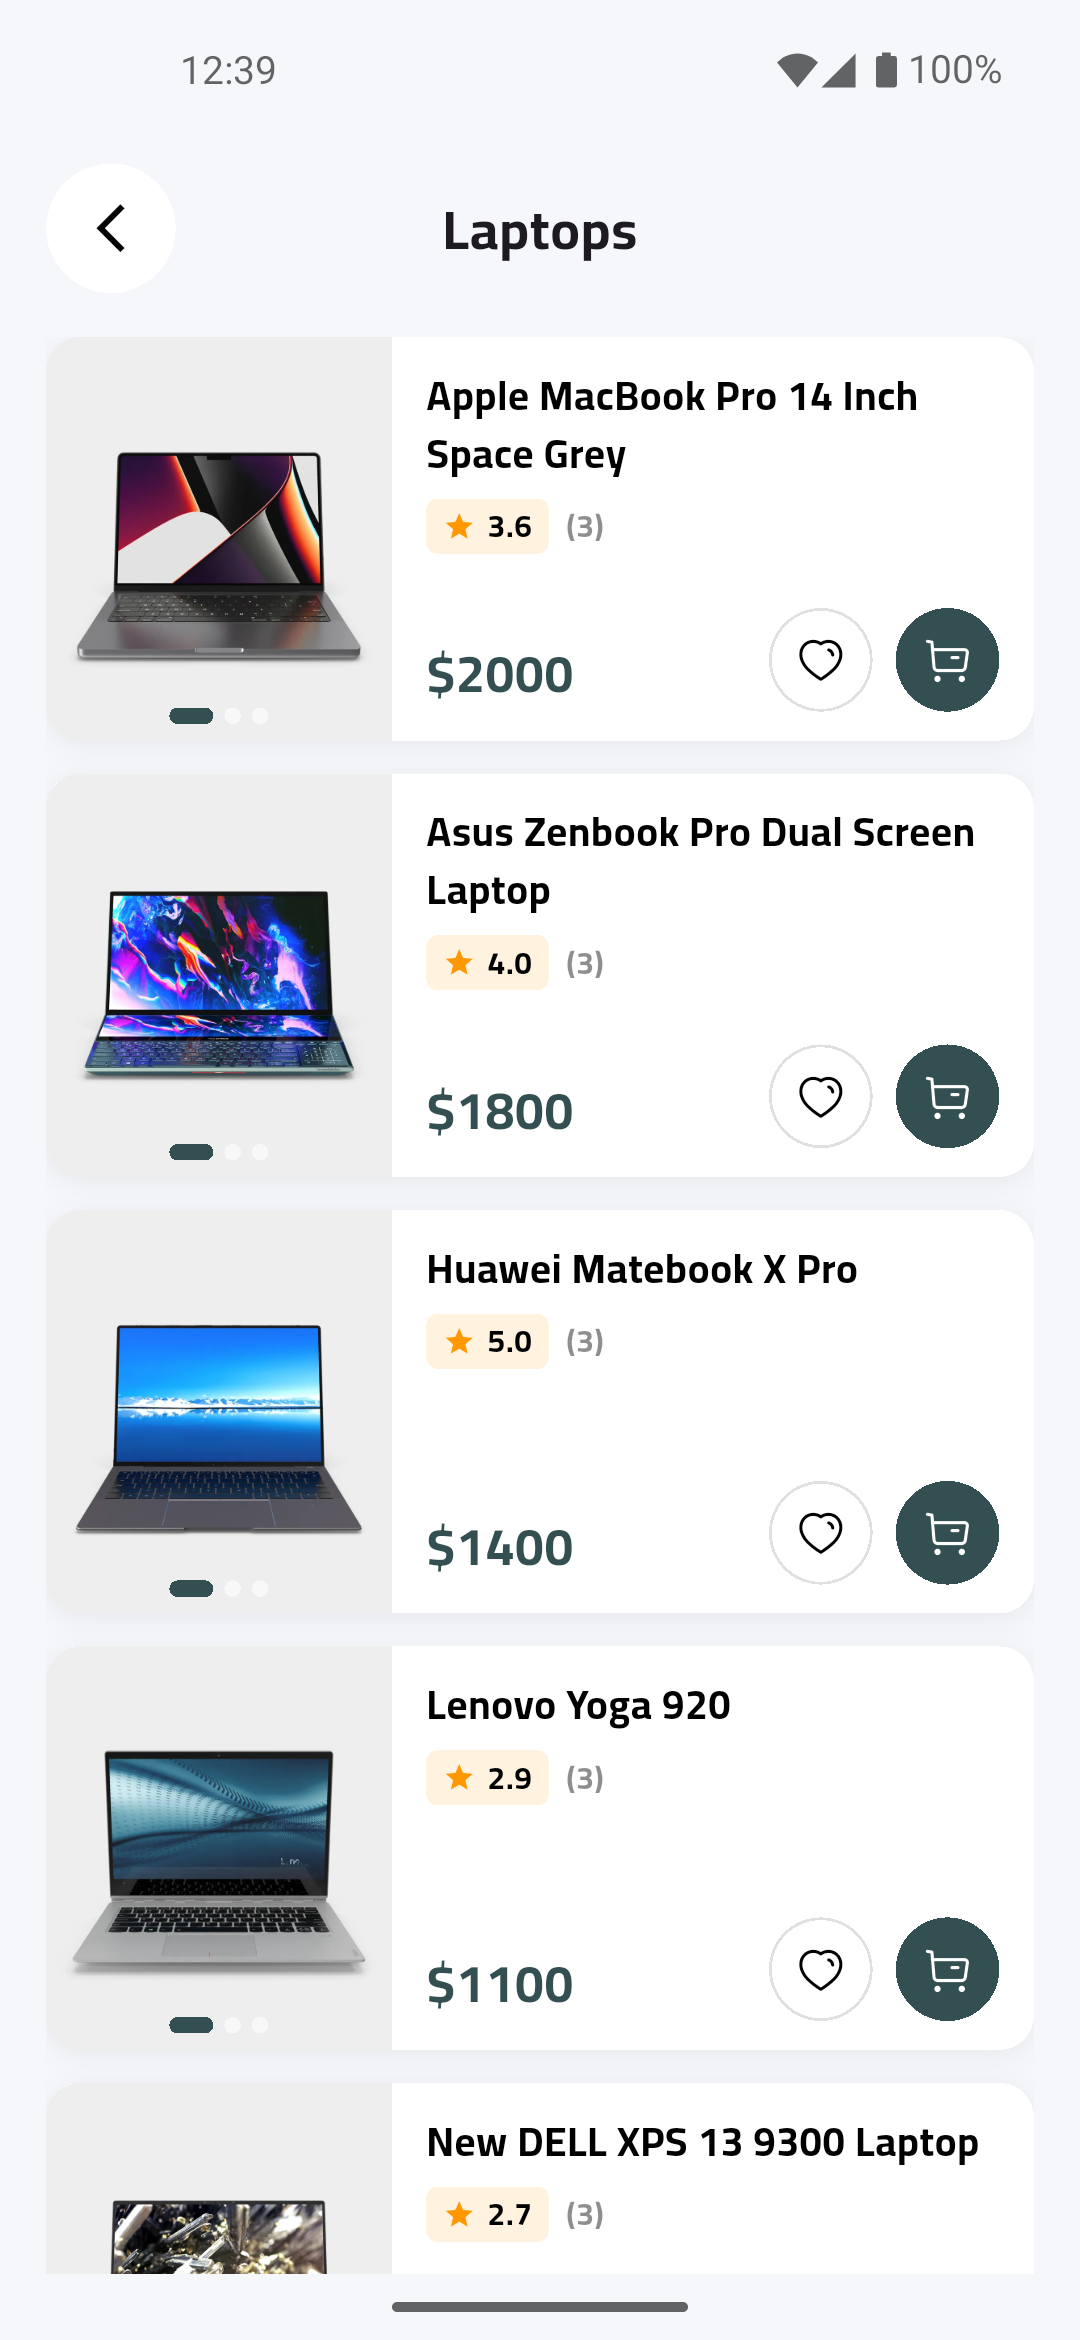 12:39
100%
Laptops
Apple MacBook Pro 14 Inch
Space Grey
3.6 (3)
$2000
Asus Zenbook Pro Dual Screen
Laptop
4.0 (3)
$1800
Huawei Matebook X Pro
5.0 (3)
$1400
Lenovo Yoga 920
2.9 (3)
$1100
New DELL XPS 13 9300 Laptop
2.7 (3)